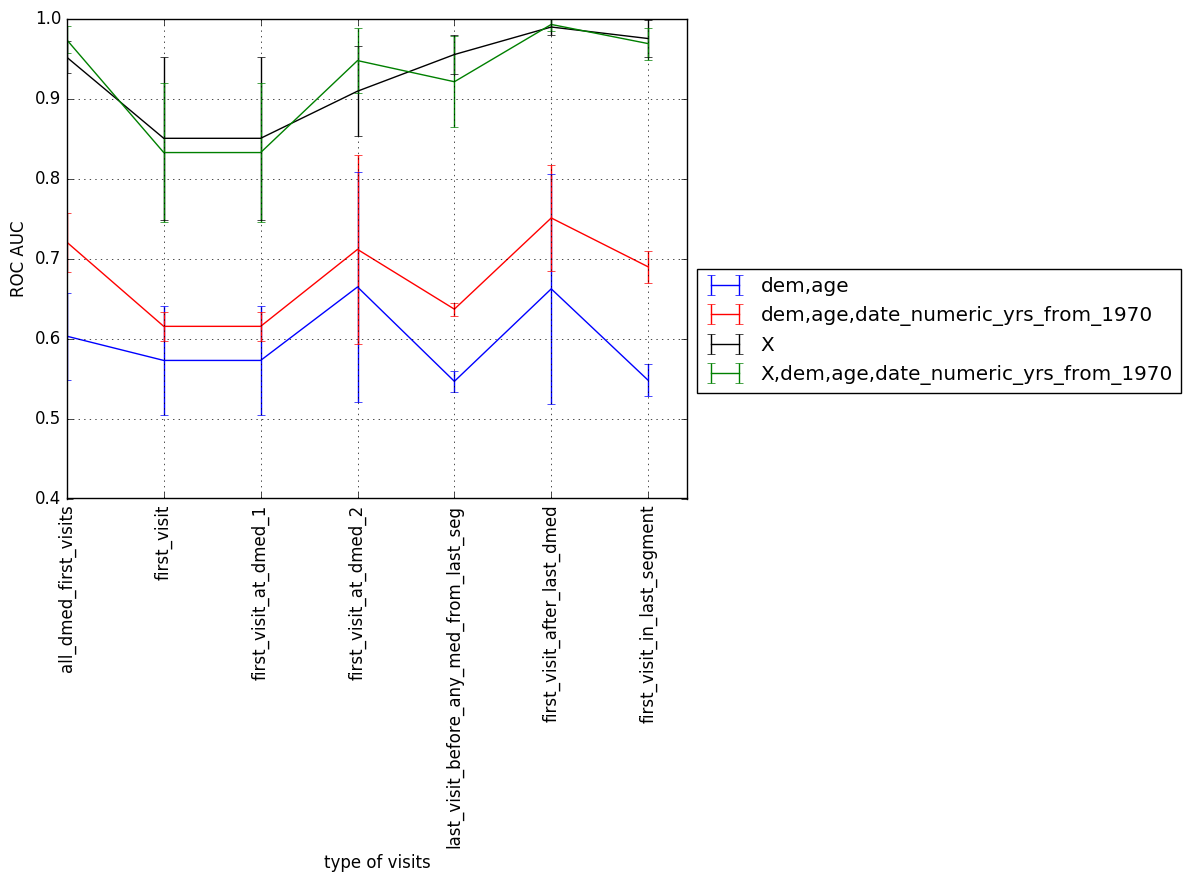 1.0
0.9
0.8
0.7
0.6
0.5
0.4
ROC AUC
all_dmed_first_visits
first_visit
first_visit_at_dmed_1
first_visit_at_dmed_2
last_visit_before_any_med_from_last_seg
first_visit_after_last_dmed
first_visit_in_last_segment
type of visits
dem,age
dem,age,date_numeric_yrs_from_1970
X
X,dem,age,date_numeric_yrs_from_1970